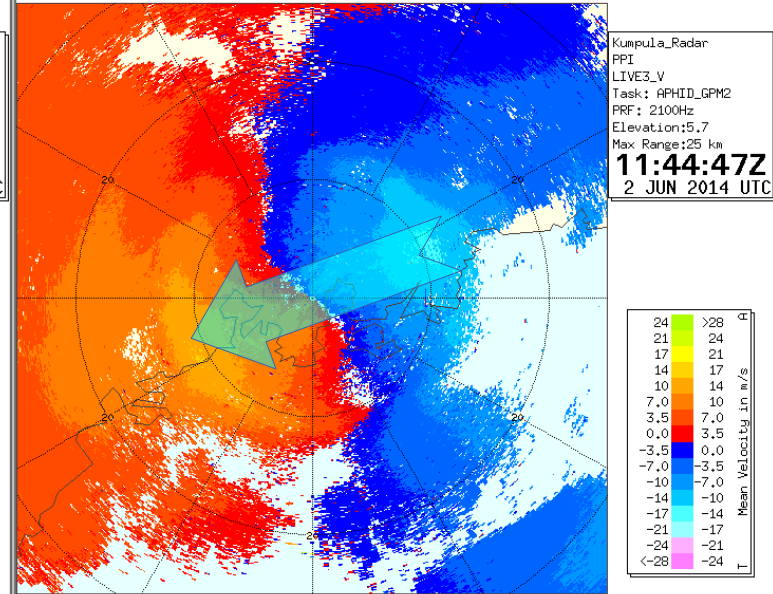 Kumpula_Radar
PPI
LIVE3_V
Task: APHID_GPM2
PRF: 2100Hz
Elevation:5.7
Max Range:25 km
11:44:47Z
2 JUN 2014 UTC
C
20
20
20
20
24 >28
21 24
17 21
14 17
10 14
7.0 10
3.5 7.0
0.0 3.5
-3.5 0.0
-7.0 -3.5
-10 -7.0
-14 -10
-17 -14
-21 -17
-24 -21
<-28 -24
T Mean Velocity in m/s A